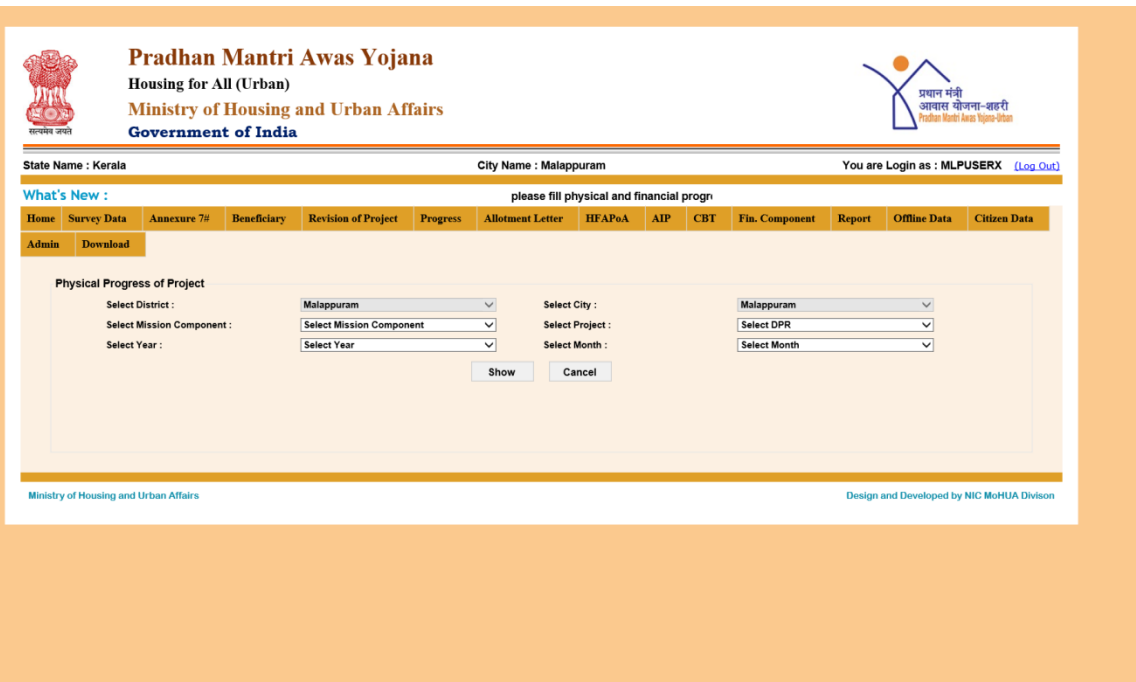 Pradhan Mantri Awas Yojana
Housing for All (Urban)
Ministry of Housing and Urban Affairs
Government of India
सत्यमेव जयते
प्रधान मंत्री
आवास योजना-शहरी
Pradhan Mantri Awas Yojana-Urban
State Name : Kerala City Name : Malappuram You are Login as : MLPUSERX (Log Out)
What's New : please fill physical and financial progr
Home Survey Data Annexure 7# Beneficiary Revision of Project Progress Allotment Letter HFAPoA AIP CBT Fin. Component Report Offline Data Citizen Data
Admin Download
Physical Progress of Project
Select District : Malappuram Select City : Malappuram
Select Mission Component : Select Mission Component Select Project : Select DPR
Select Year : Select Year Select Month : Select Month
Show Cancel
Ministry of Housing and Urban Affairs Design and Developed by NIC MoHUA Divison